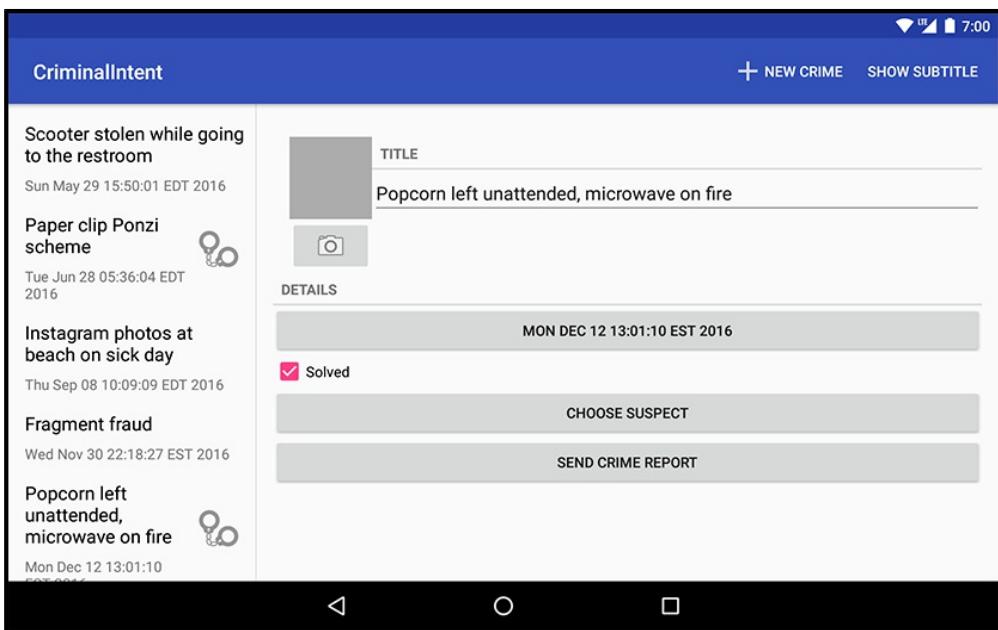 LTE 7:00
CriminalIntent
NEW CRIME
SHOW SUBTITLE
Scooter stolen while going
to the restroom
Sun May 29 15:50:01 EDT 2016
Paper clip Ponzi
scheme
Tue Jun 28 05:36:04 EDT
2016
Instagram photos at
beach on sick day
Thu Sep 08 10:09:09 EDT 2016
Fragment fraud
Wed Nov 30 22:18:27 EST 2016
Popcorn left
unattended,
microwave on fire
Mon Dec 12 13:01:10
EST 2016
TITLE
Popcorn left unattended, microwave on fire
DETAILS
MON DEC 12 13:01:10 EST 2016
Solved
CHOOSE SUSPECT
SEND CRIME REPORT